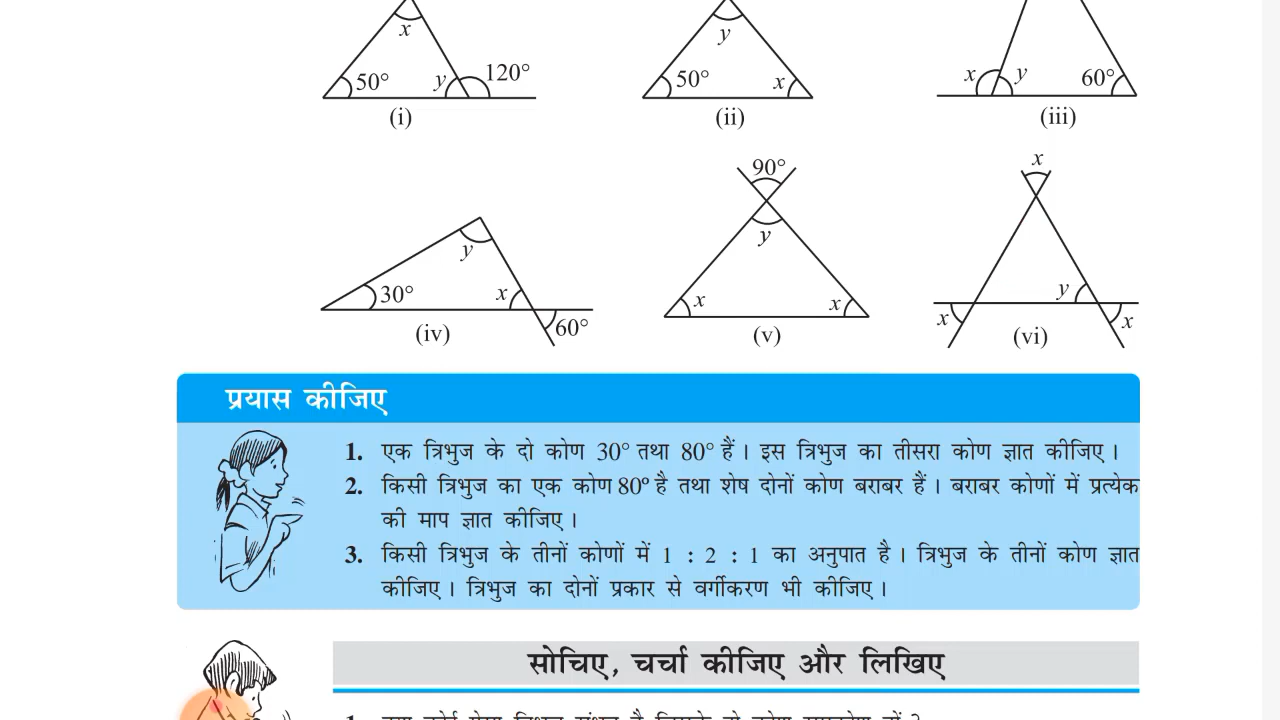 x
y
50°
y
120°
50°
x
x
y
60°
(i)
(ii)
(iii)
90°
x
y
y
30°
x
x
x
y
60°
x
x
(iv)
(v)
(vi)
प्रयास कीजिए
1. एक त्रिभुज के दो कोण 30° तथा 80° हैं। इस त्रिभुज का तीसरा कोण ज्ञात कीजिए।
2. किसी त्रिभुज का एक कोण 80° है तथा शेष दोनों कोण बराबर हैं। बराबर कोणों में प्रत्येक
की माप ज्ञात कीजिए।
3. किसी त्रिभुज के तीनों कोणों में 1 : 2 : 1 का अनुपात है। त्रिभुज के तीनों कोण ज्ञात
कीजिए। त्रिभुज का दोनों प्रकार से वर्गीकरण भी कीजिए।
सोचिए, चर्चा कीजिए और लिखिए